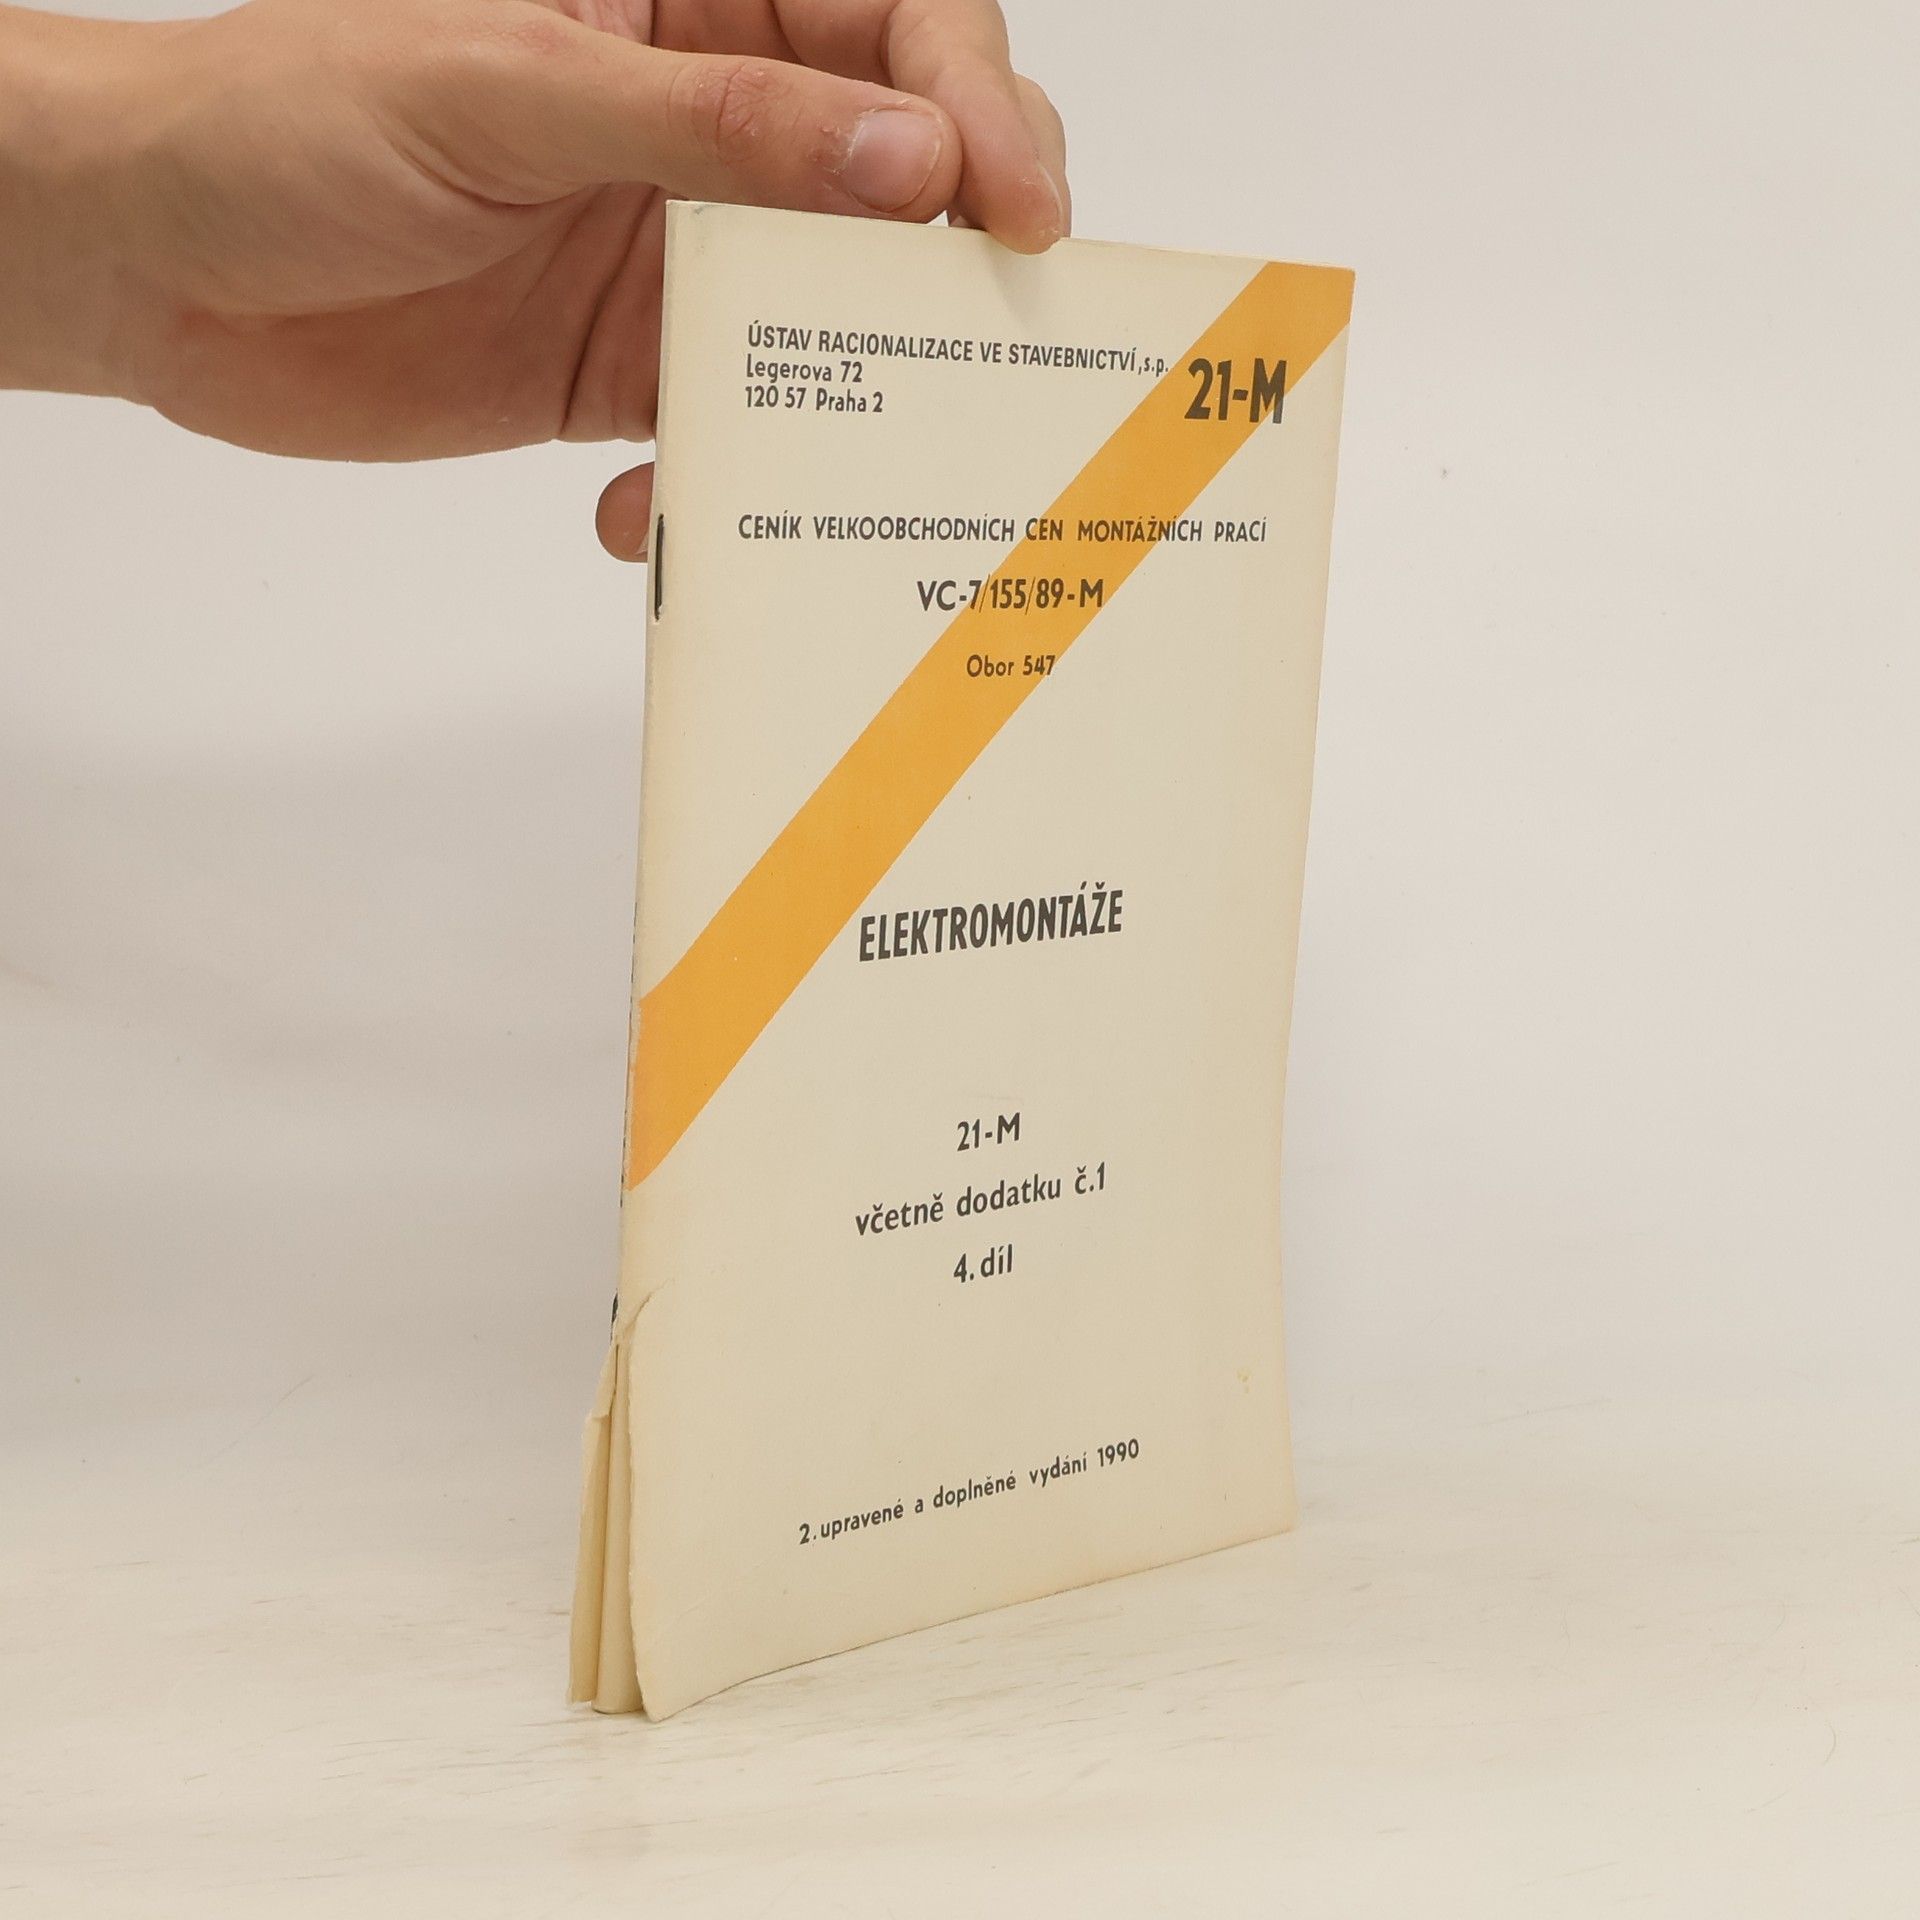 ÚSTAV RACIONALIZACE VE STAVEBNICTVÍ,s.p.
Legerova 72
120 57 Praha 2
21-M
CENÍK VELKOOBCHODNÍCH CEN MONTÁŽNÍCH PRACÍ
VC-7/155/89-M
Obor 547
ELEKTROMONTÁŽE
21-M
včetně dodatku č.1
4. díl
2. upravené a doplněné vydání 1990